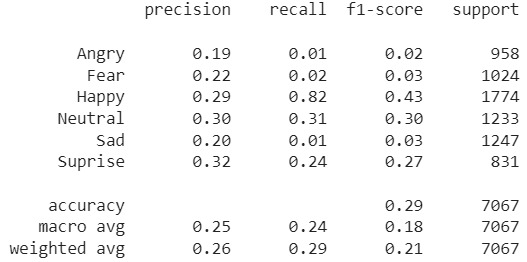 precision recall f1-score support
Angry 0.19 0.01 0.02 958
Fear 0.22 0.02 0.03 1024
Happy 0.29 0.82 0.43 1774
Neutral 0.30 0.31 0.30 1233
Sad 0.20 0.01 0.03 1247
Suprise 0.32 0.24 0.27 831
accuracy 0.29 7067
macro avg 0.25 0.24 0.18 7067
weighted avg 0.26 0.29 0.21 7067